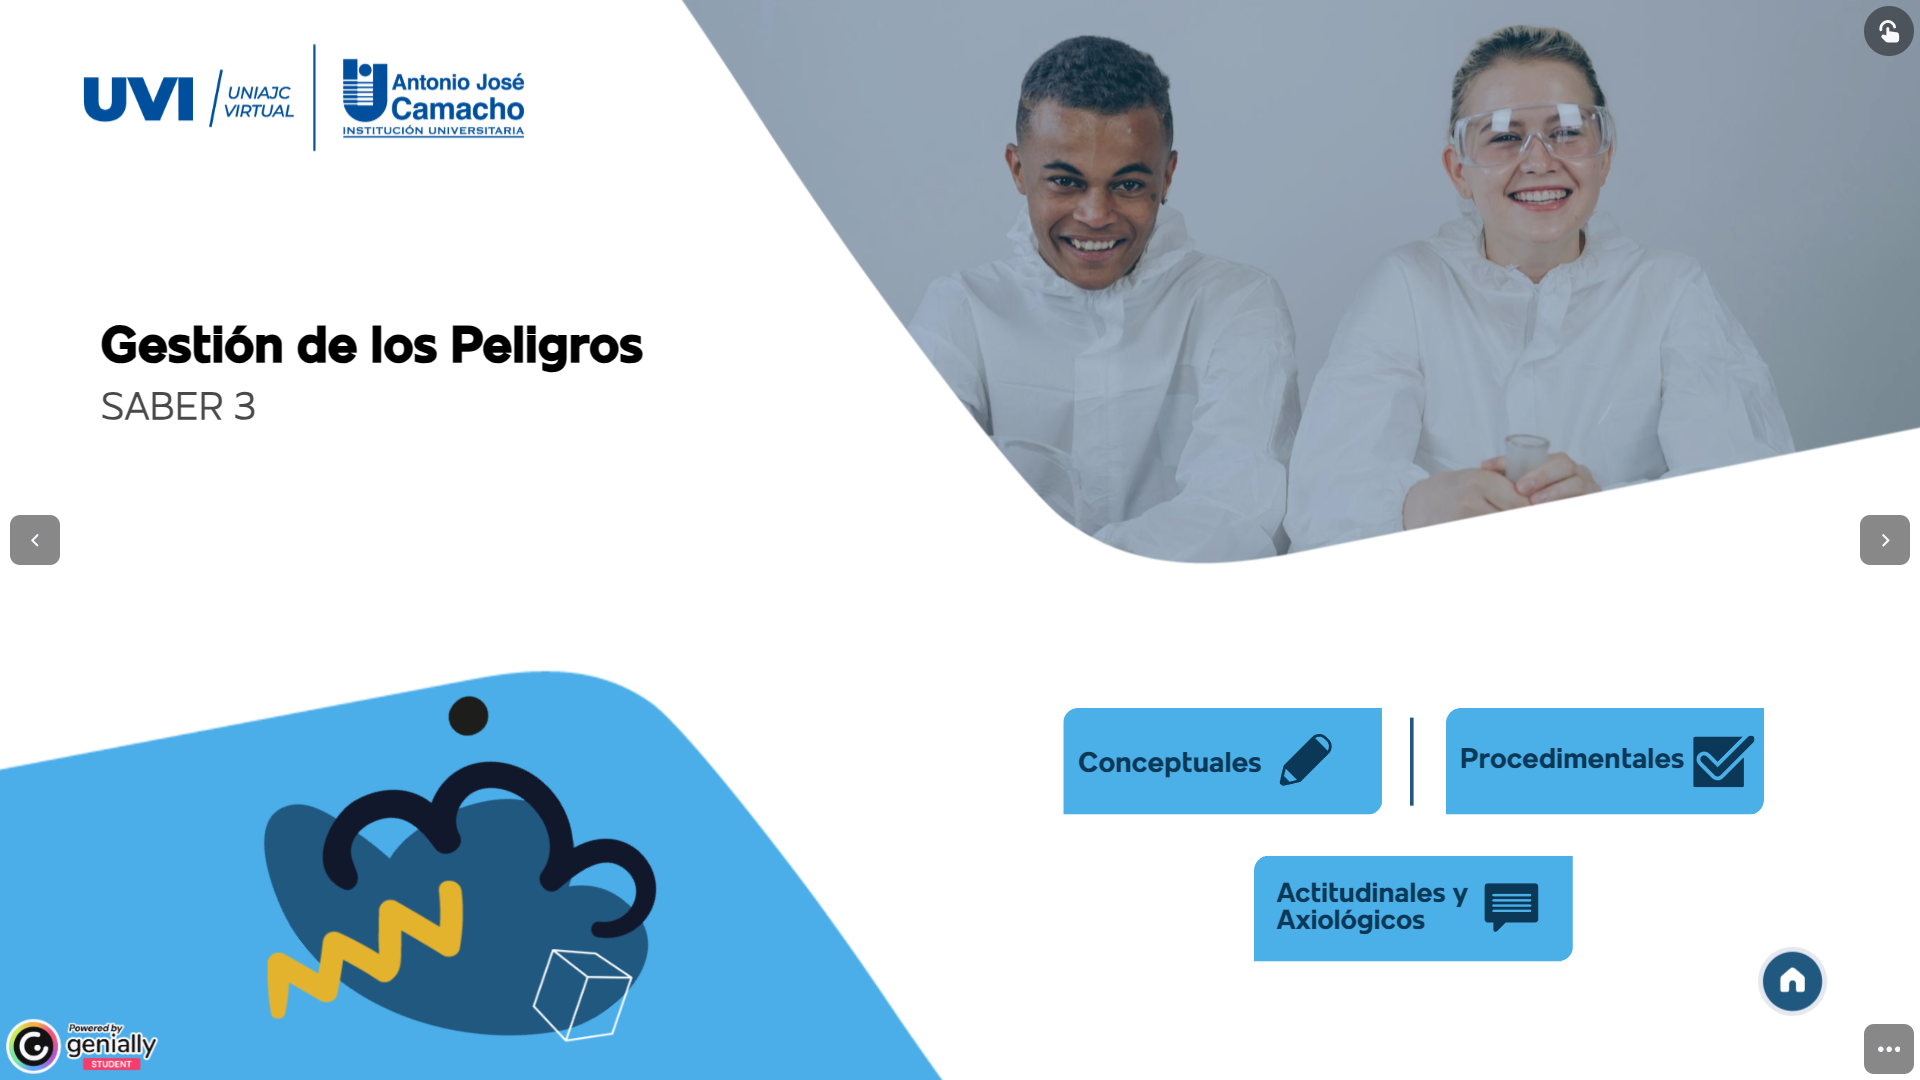 UVI
UNIAJC
VIRTUAL
Antonio José
Camacho
INSTITUCIÓN UNIVERSITARIA
Gestión de los Peligros
SABER 3
Conceptuales
Procedimentales
Actitudinales y
Axiológicos
Powered by
genially
STUDENT